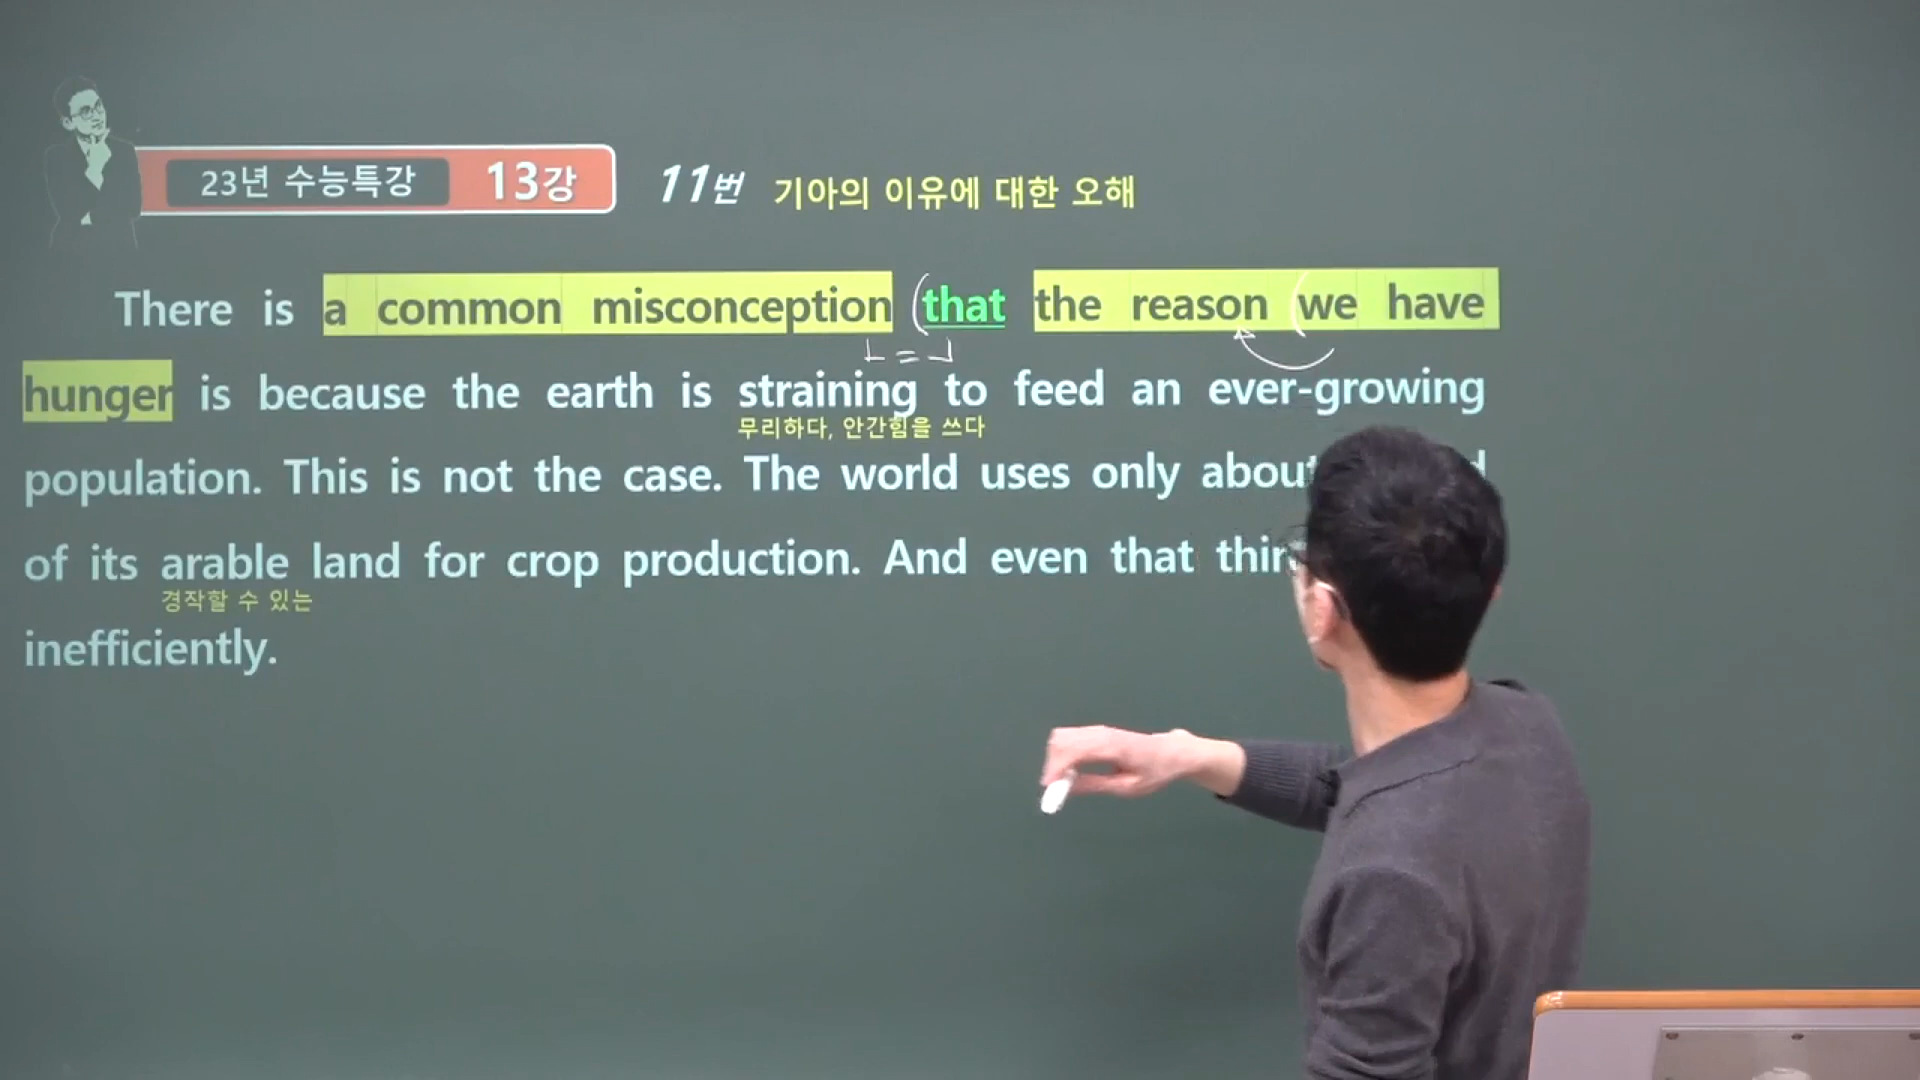 23년 수능특강 13강 11번 기아의 이유에 대한 오해
There is a common misconception (that the reason (we have
=
hunger is because the earth is straining to feed an ever-growing
무리하다, 안간힘을 쓰다
population. This is not the case. The world uses only about
of its arable land for crop production. And even that
경작할 수 있는
inefficiently.